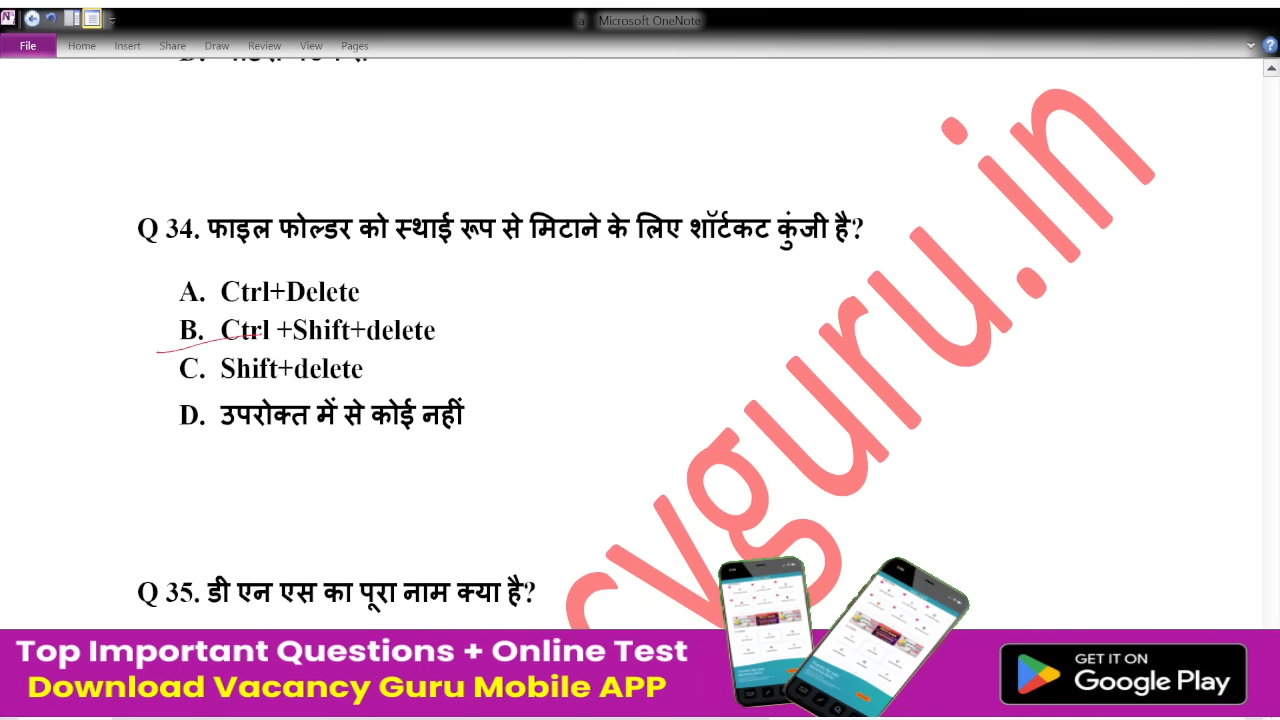 a Microsoft OneNote
File Home Insert Share Draw Review View Pages
Q 34. फाइल फोल्डर को स्थाई रूप से मिटाने के लिए शॉर्टकट कुंजी है?
A. Ctrl+Delete
B. Ctrl +Shift+delete
C. Shift+delete
D. उपरोक्त में से कोई नहीं
Q 35. डी एन एस का पूरा नाम क्या है?
cyguru.in
Top Important Questions + Online Test
Download Vacancy Guru Mobile APP
GET IT ON
Google Play